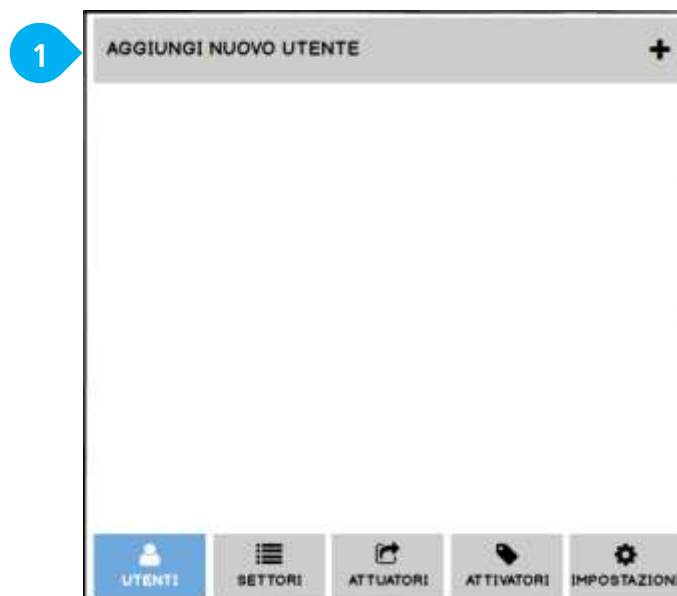 1
AGGIUNGI NUOVO UTENTE +
UTENTI SETTORI ATTUATORI ATTIVATORI IMPOSTAZIONI